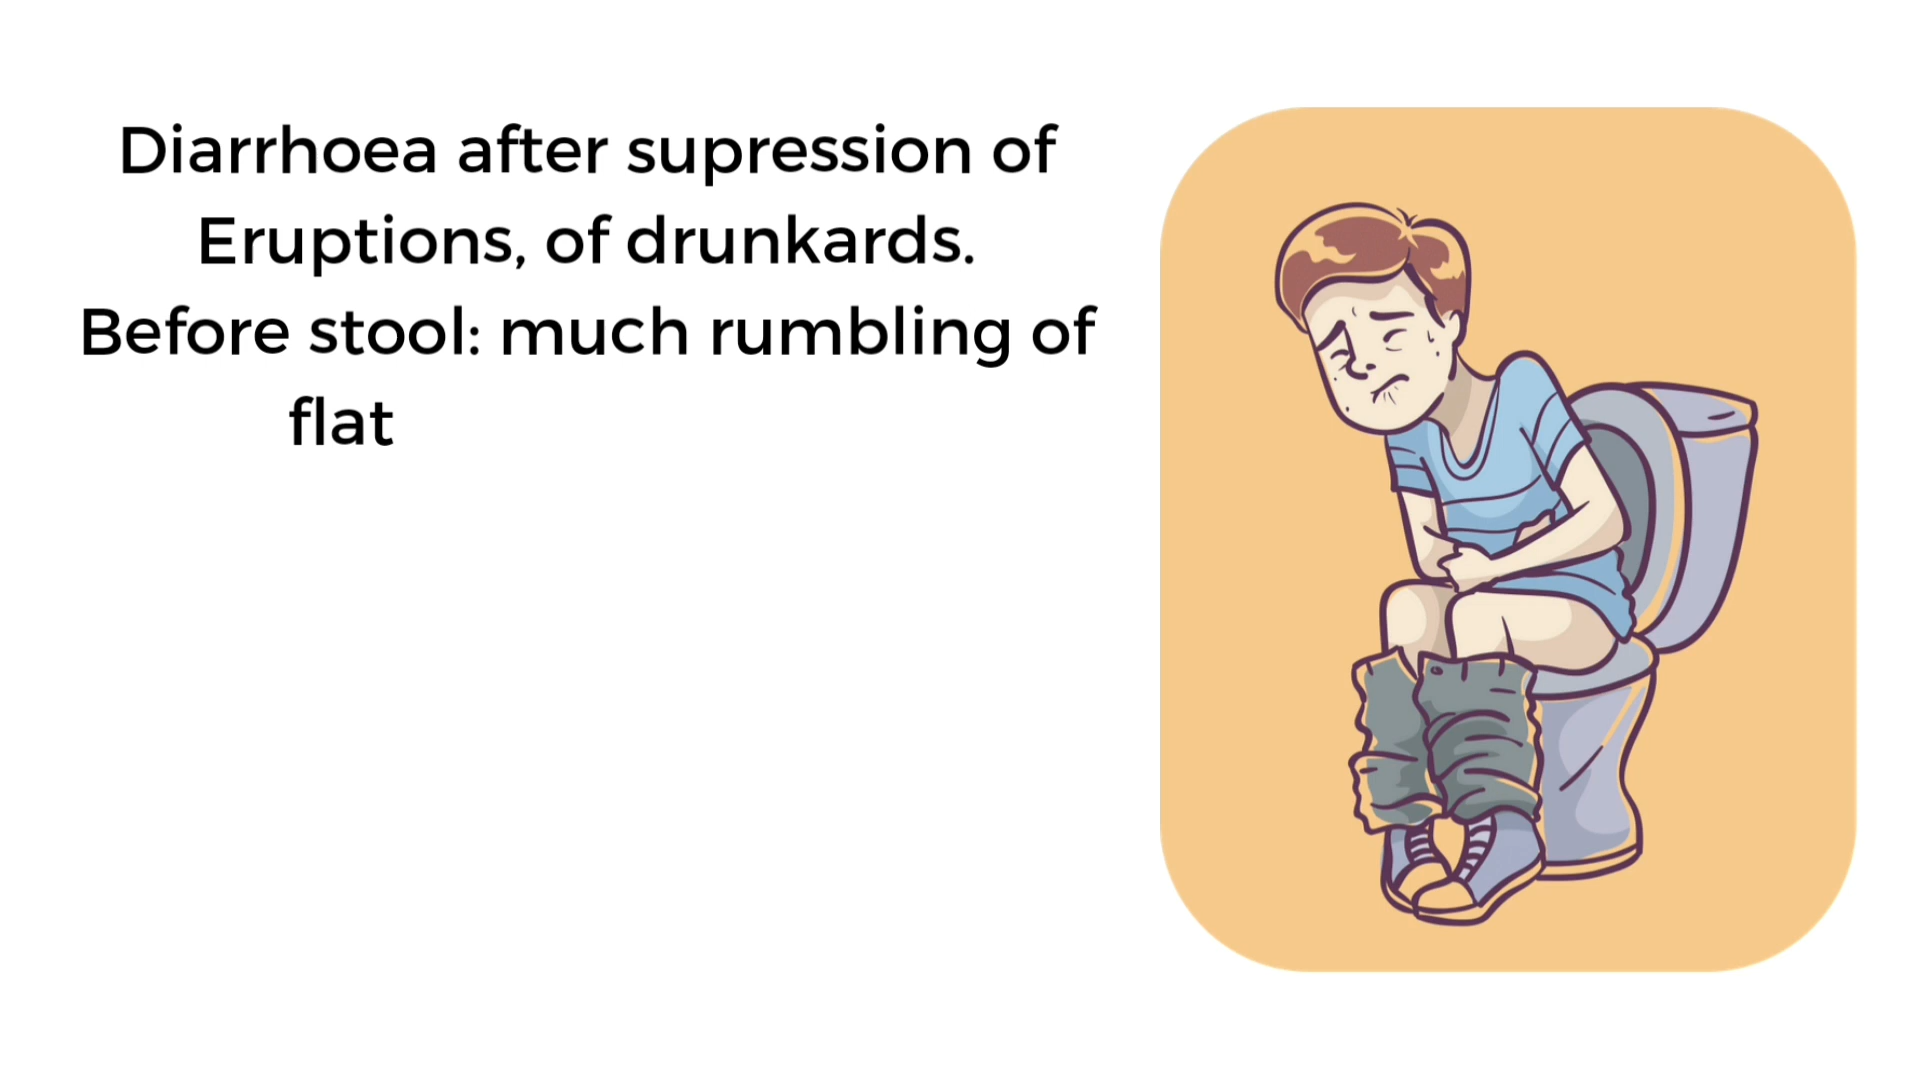 Diarrhoea after supression of
Eruptions, of drunkards.
Before stool: much rumbling of
flat